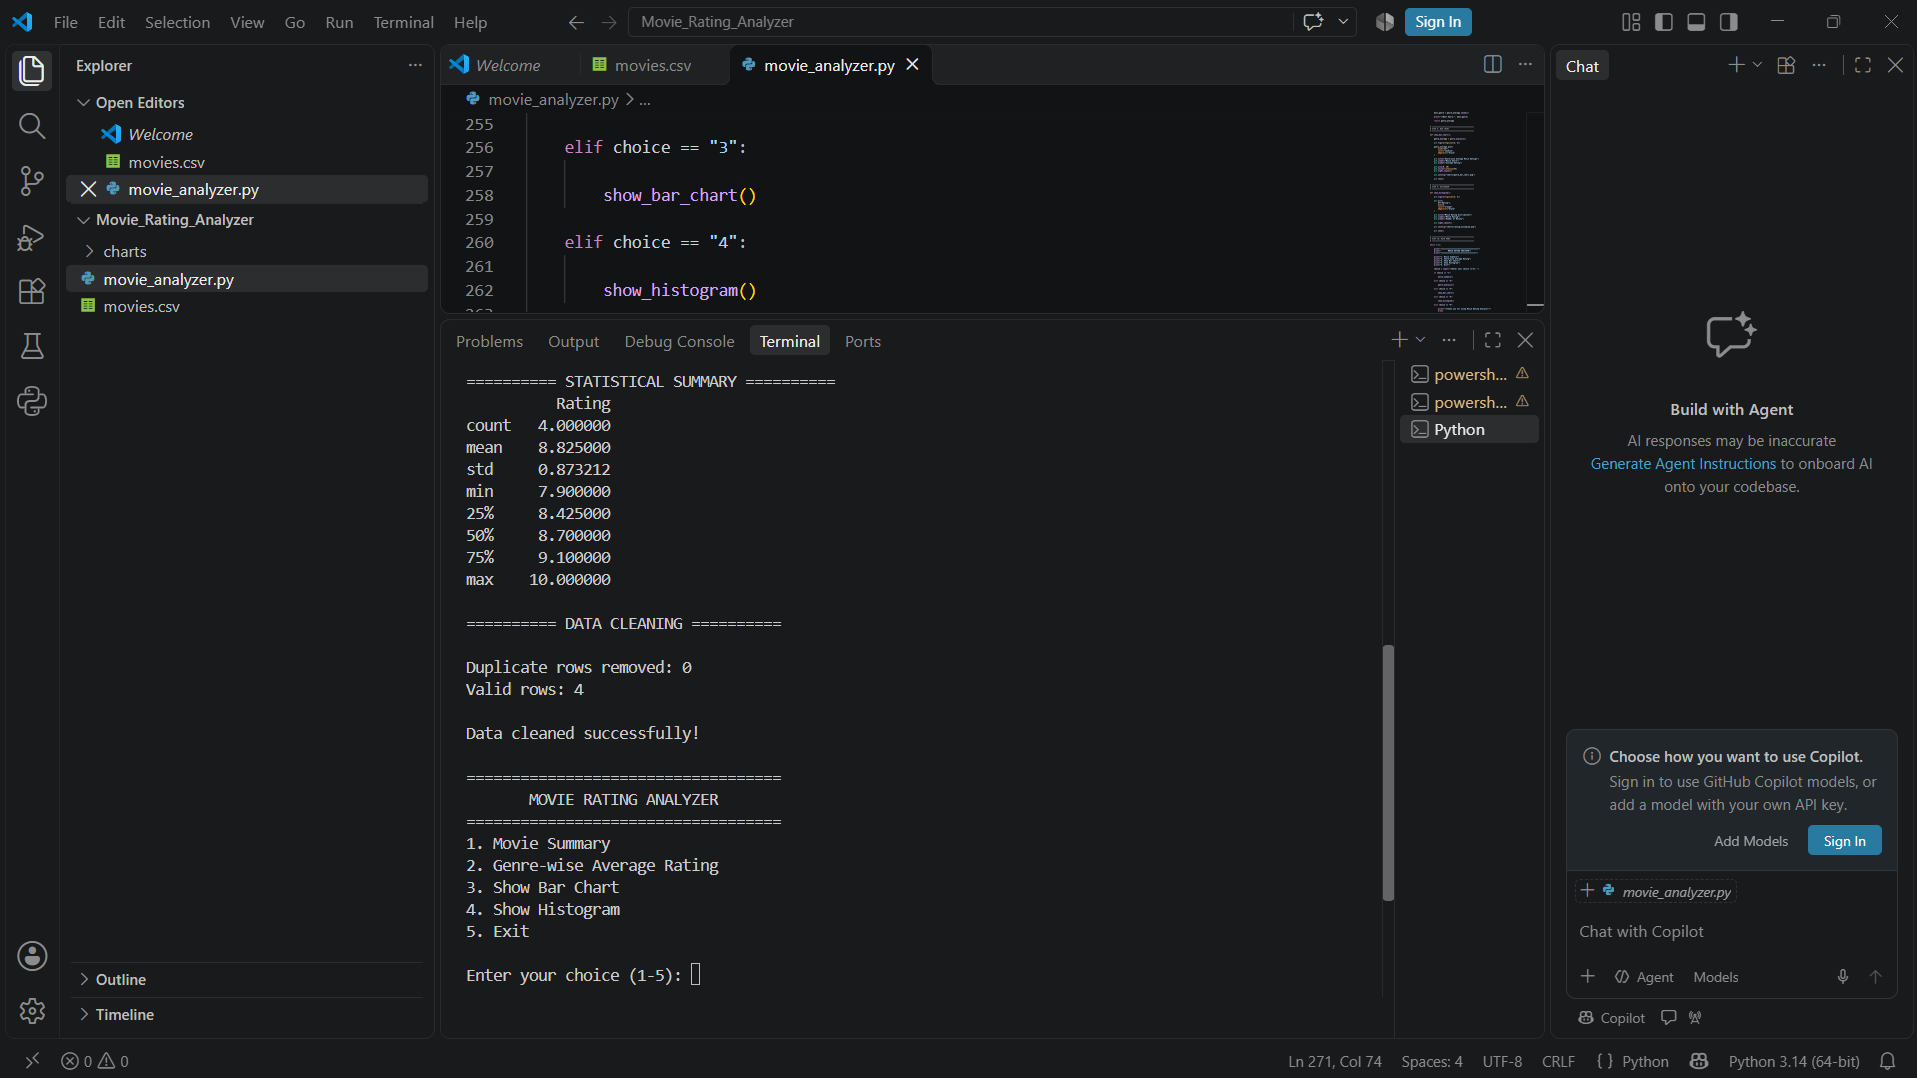 File Edit Selection View Go Run Terminal Help
Movie_Rating_Analyzer
Sign In
Explorer
Open Editors
Welcome
movies.csv
movie_analyzer.py
Movie_Rating_Analyzer
charts
movie_analyzer.py
movies.csv
Outline
Timeline
Welcome
movies.csv
movie_analyzer.py
movie_analyzer.py > ...
255
256 elif choice == "3":
257
258 show_bar_chart()
259
260 elif choice == "4":
261
262 show_histogram()
263
Problems Output Debug Console Terminal Ports
========== STATISTICAL SUMMARY ==========
Rating
count 4.000000
mean 8.825000
std 0.873212
min 7.900000
25% 8.425000
50% 8.700000
75% 9.100000
max 10.000000
========== DATA CLEANING ==========
Duplicate rows removed: 0
Valid rows: 4
Data cleaned successfully!
===================================
MOVIE RATING ANALYZER
===================================
1. Movie Summary
2. Genre-wise Average Rating
3. Show Bar Chart
4. Show Histogram
5. Exit
Enter your choice (1-5):
powersh...
powersh...
Python
Chat
Build with Agent
AI responses may be inaccurate
Generate Agent Instructions to onboard AI
onto your codebase.
Choose how you want to use Copilot.
Sign in to use GitHub Copilot models, or
add a model with your own API key.
Add Models Sign In
movie_analyzer.py
Chat with Copilot
Agent Models
Copilot
0 0
Ln 271, Col 74 Spaces: 4 UTF-8 CRLF { } Python Python 3.14 (64-bit)